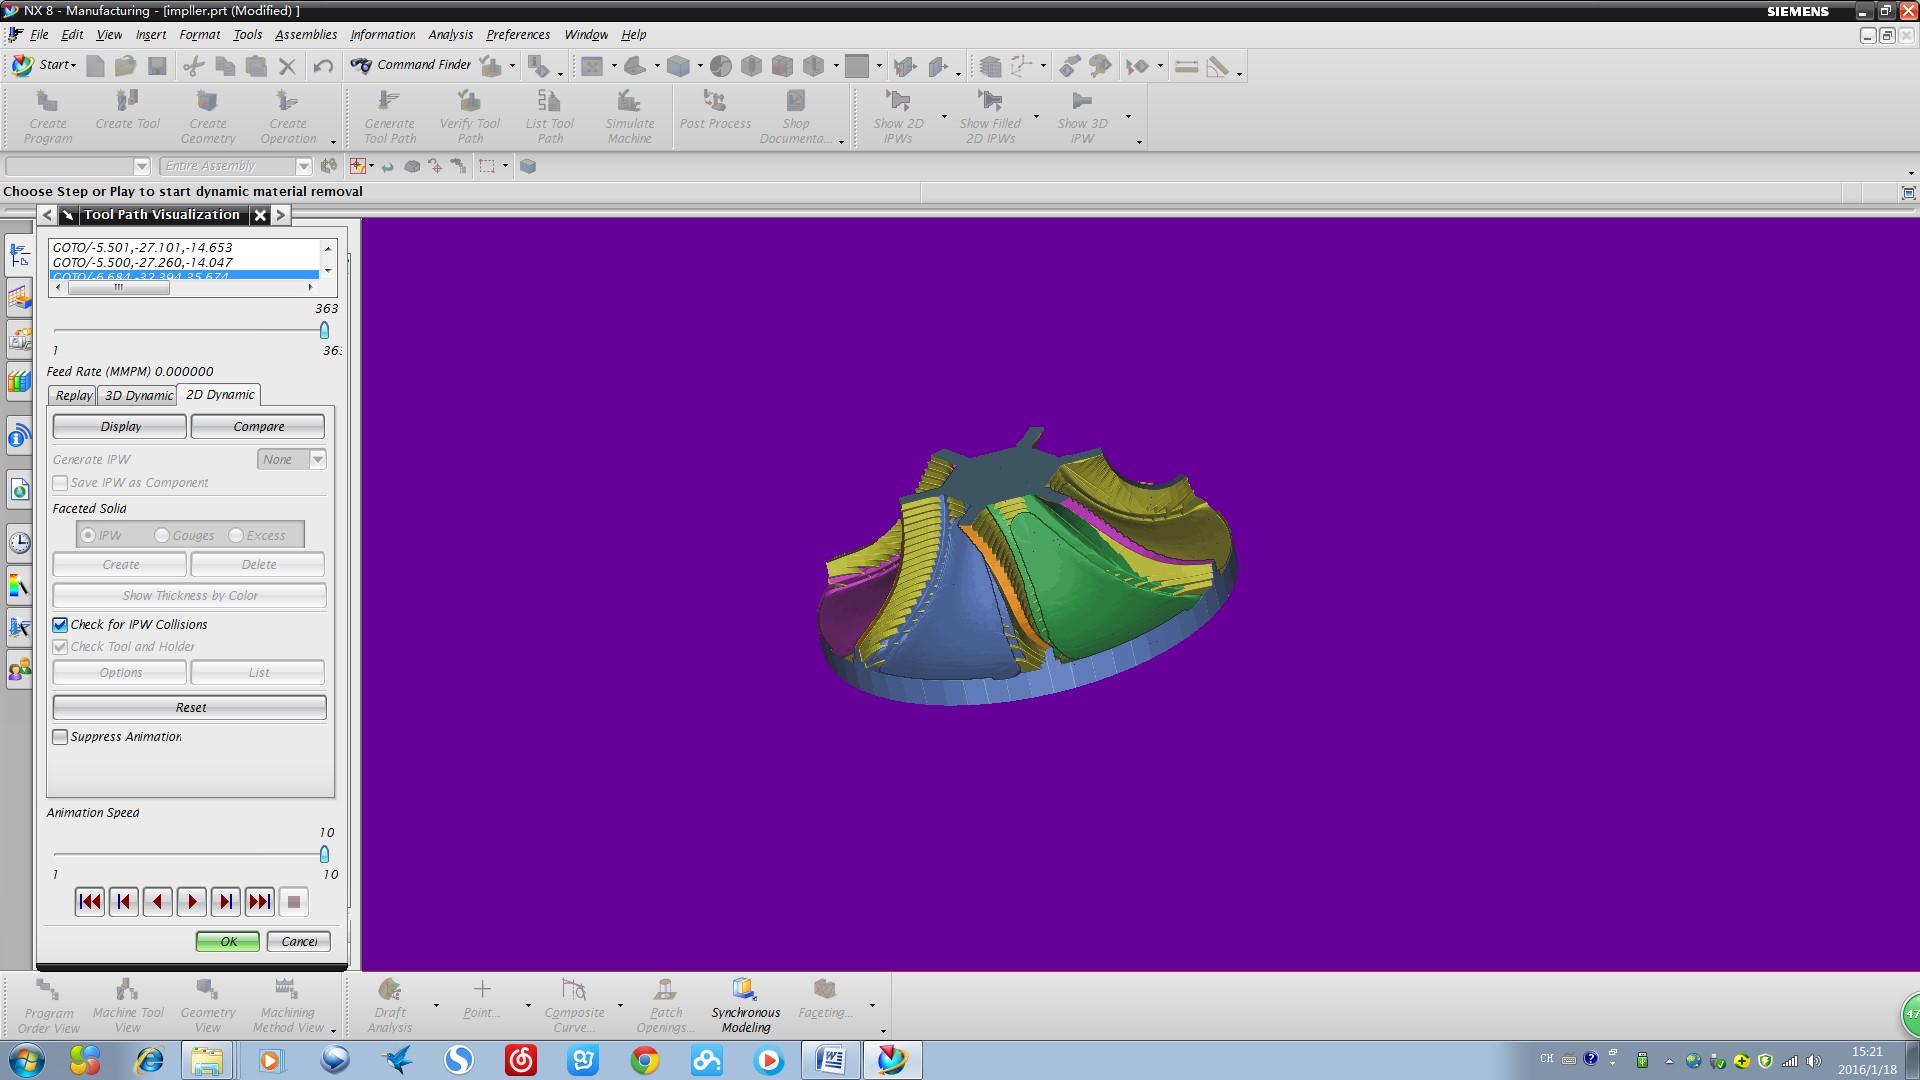 NX 8 - Manufacturing - [impller.prt (Modified) ]
SIEMENS
File Edit View Insert Format Tools Assemblies Information Analysis Preferences Window Help
Start
Command Finder
Create Program
Create Tool
Create Geometry
Create Operation
Generate Tool Path
Verify Tool Path
List Tool Path
Simulate Machine
Post Process
Shop Documenta...
Show 2D IPWs
Show Filled 2D IPWs
Show 3D IPW
Entire Assembly
Choose Step or Play to start dynamic material removal
Tool Path Visualization
GOTO/-5.501,-27.101,-14.653
GOTO/-5.500,-27.260,-14.047
GOTO/-6.684,-32.394,35.674
363
1
Feed Rate (MMPM) 0.000000
Replay 3D Dynamic 2D Dynamic
Display Compare
Generate IPW None
Save IPW as Component
Faceted Solid
IPW Gouges Excess
Create Delete
Show Thickness by Color
Check for IPW Collisions
Check Tool and Holder
Options List
Reset
Suppress Animation
Animation Speed
10
1 10
OK Cancel
Program Order View
Machine Tool View
Geometry View
Machining Method View
Draft Analysis
Point...
Composite Curve...
Patch Openings...
Synchronous Modeling
Faceting...
47
CH
15:21
2016/1/18